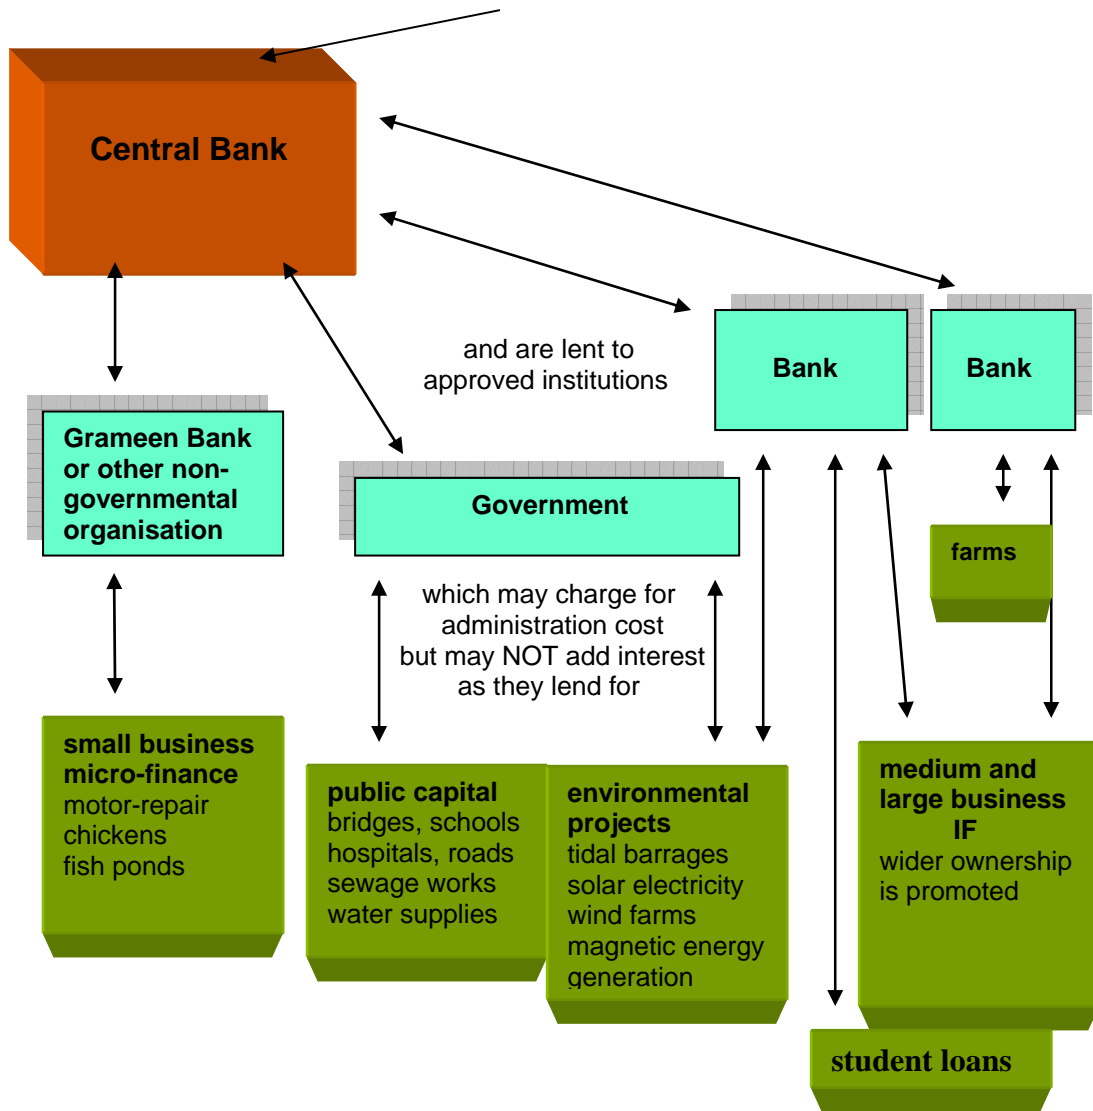 Central Bank
and are lent to
approved institutions
Bank
Bank
Grameen Bank
or other non-
governmental
organisation
Government
farms
which may charge for
administration cost
but may NOT add interest
as they lend for
small business
micro-finance
motor-repair
chickens
fish ponds
public capital
bridges, schools
hospitals, roads
sewage works
water supplies
environmental
projects
tidal barrages
solar electricity
wind farms
magnetic energy
generation
medium and
large business
IF
wider ownership
is promoted
student loans